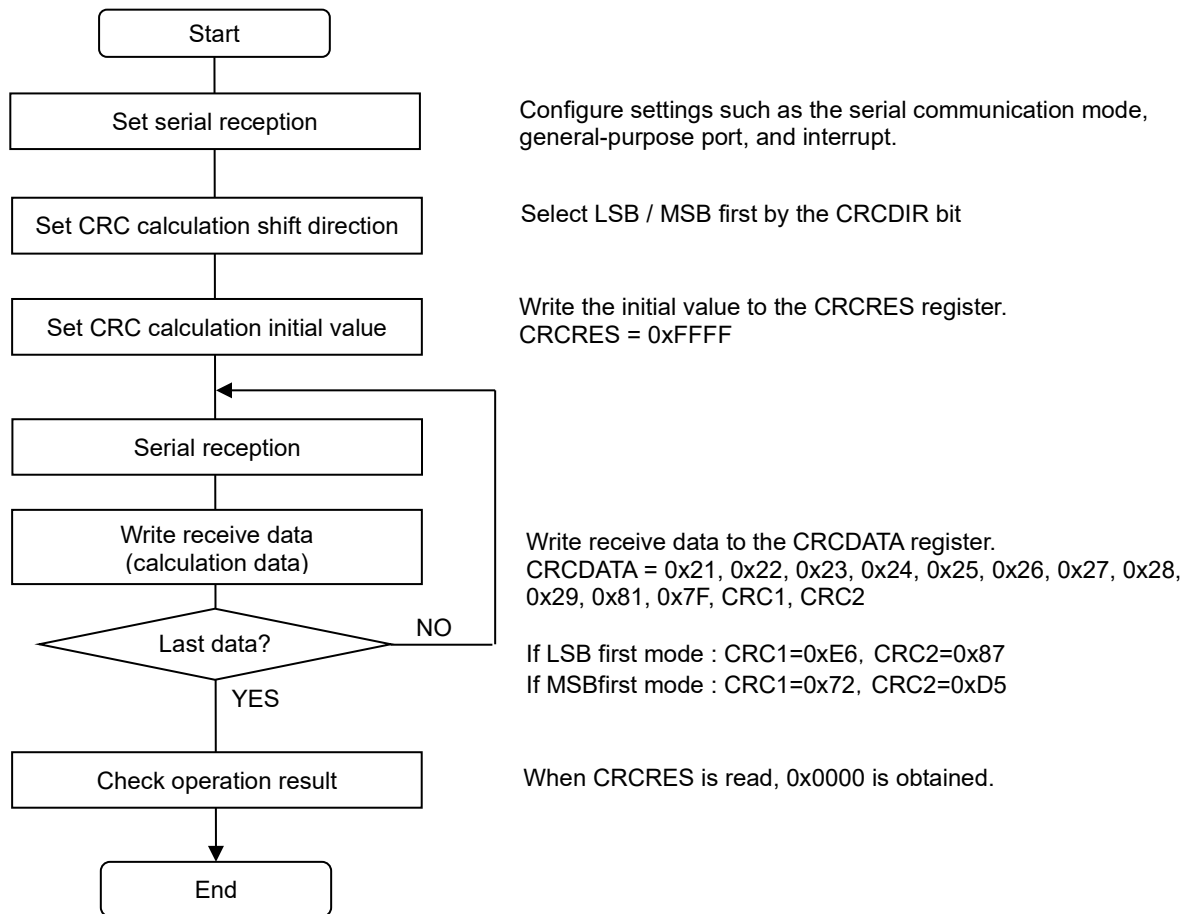 Start
Set serial reception
Configure settings such as the serial communication mode,
general-purpose port, and interrupt.
Set CRC calculation shift direction
Select LSB / MSB first by the CRCDIR bit
Set CRC calculation initial value
Write the initial value to the CRCRES register.
CRCRES = 0xFFFF
Serial reception
Write receive data
(calculation data)
Write receive data to the CRCDATA register.
CRCDATA = 0x21, 0x22, 0x23, 0x24, 0x25, 0x26, 0x27, 0x28,
0x29, 0x81, 0x7F, CRC1, CRC2
Last data?
NO
If LSB first mode : CRC1=0xE6, CRC2=0x87
If MSBfirst mode : CRC1=0x72, CRC2=0xD5
YES
Check operation result
When CRCRES is read, 0x0000 is obtained.
End